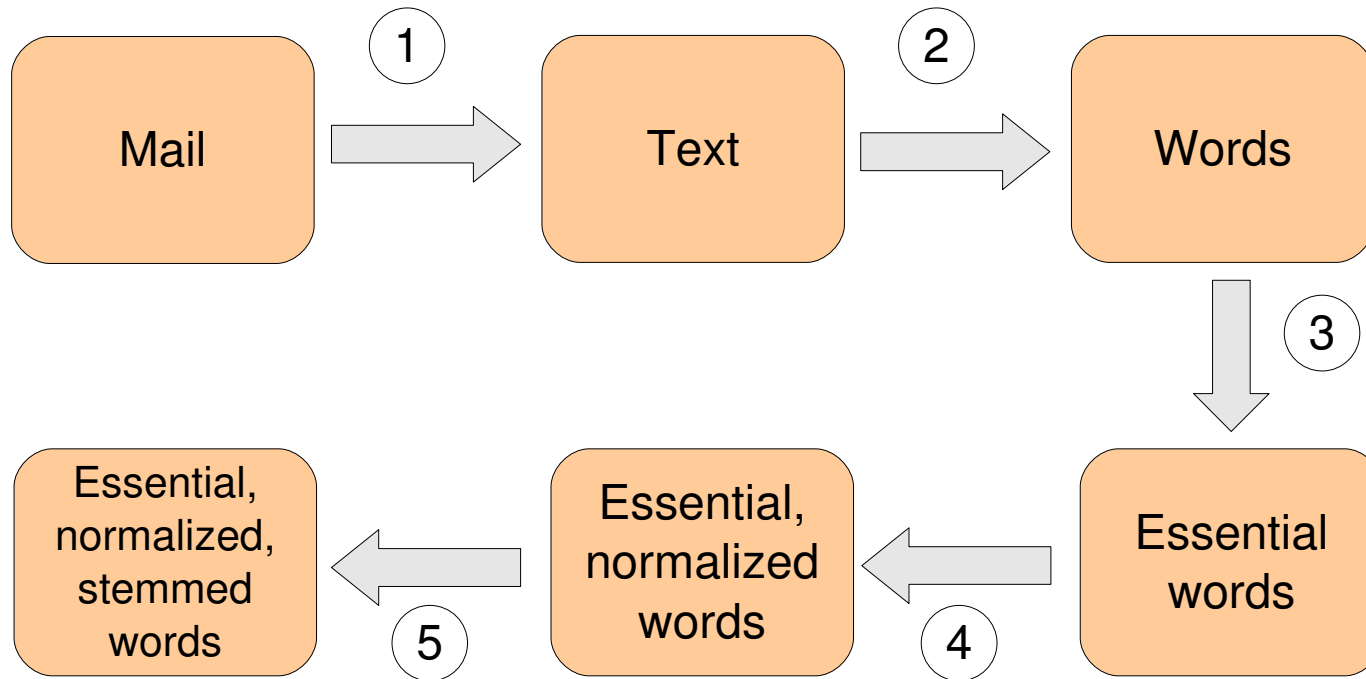 1
2
Mail
Text
Words
3
Essential
words
4
Essential,
normalized
words
5
Essential,
normalized,
stemmed
words